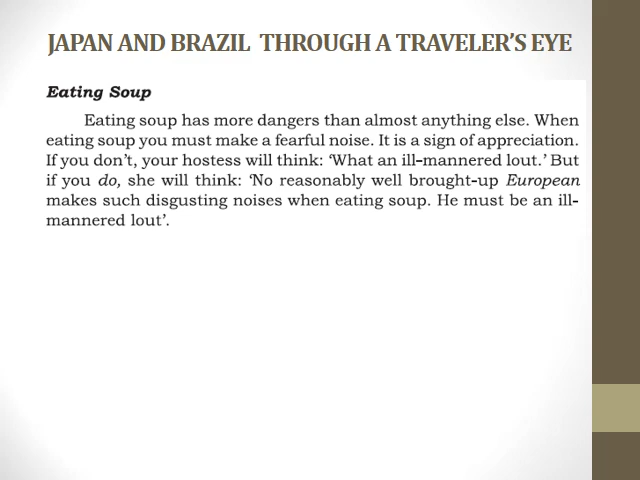 JAPAN AND BRAZIL THROUGH A TRAVELER'S EYE
Eating Soup
Eating soup has more dangers than almost anything else. When
eating soup you must make a fearful noise. It is a sign of appreciation.
If you don't, your hostess will think: 'What an ill-mannered lout.' But
if you do, she will think: 'No reasonably well brought-up European
makes such disgusting noises when eating soup. He must be an ill-
mannered lout'.